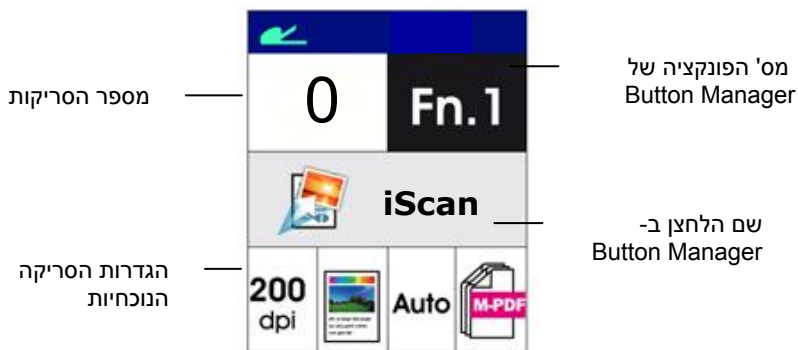 מספר הסריקות
0
Fn.1
מס' הפונקציה של
Button Manager
iScan
שם הלחצן ב-
Button Manager
הגדרות הסריקה
הנוכחיות
200
dpi
Auto
M-PDF